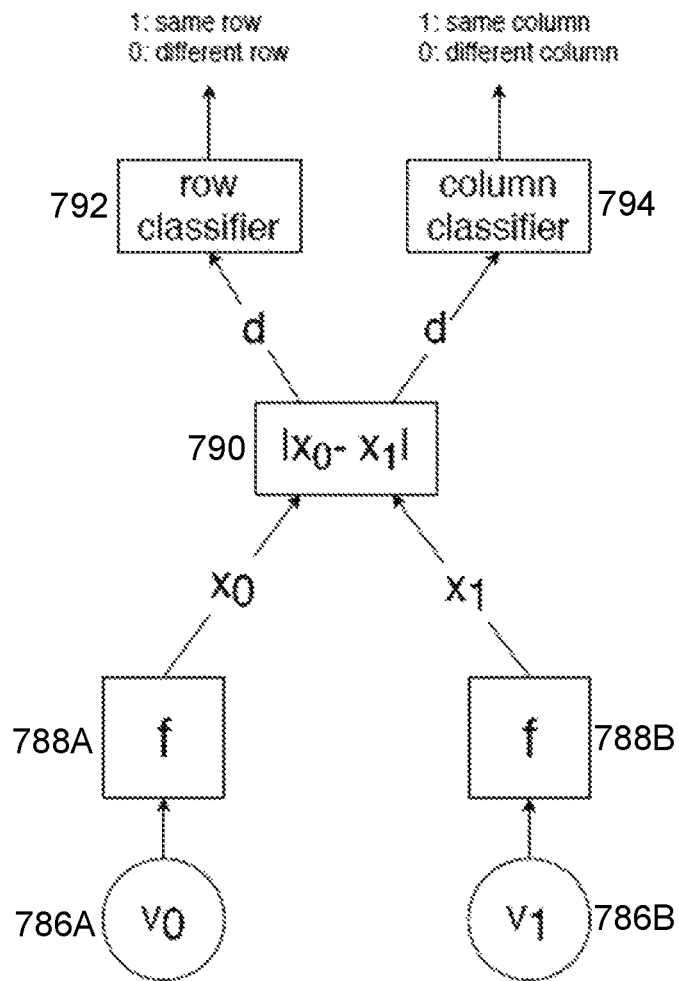 1: same row
0: different row
1: same column
0: different column
792
row
classifier
column
classifier
794
d
d
790
|x0- x1|
x0
x1
788A
f
f
788B
786A
v0
v1
786B